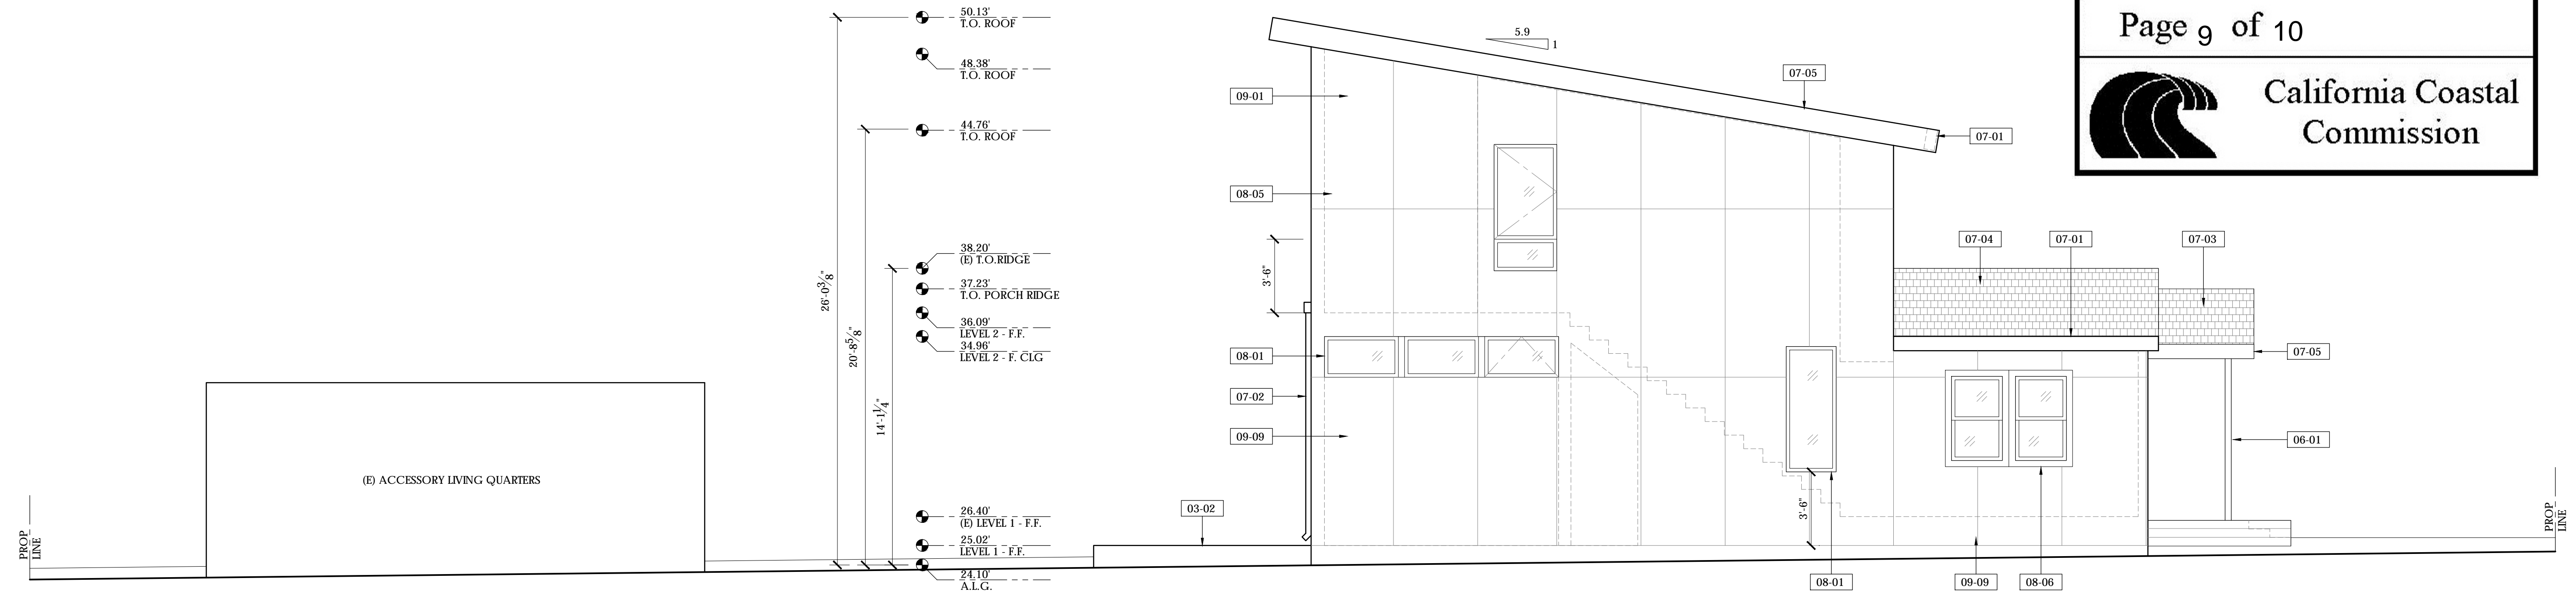 Page 9 of 10
California Coastal
Commission
50.13'
T.O. ROOF
48.38'
T.O. ROOF
44.76'
T.O. ROOF
38.20'
(E) T.O.RIDGE
37.23'
T.O. PORCH RIDGE
36.09'
LEVEL 2 - F.F.
34.96'
LEVEL 2 - F. CLG
26.40'
(E) LEVEL 1 - F.F.
25.02'
LEVEL 1 - F.F.
24.10'
A.L.G.
26'-0 3/8"
20'-8 5/8"
14'-1 1/4"
5.9
1
07-05
09-01
07-01
08-05
3'-6"
07-04
07-01
07-03
08-01
07-05
07-02
09-09
06-01
(E) ACCESSORY LIVING QUARTERS
03-02
3'-6"
PROP
LINE
PROP
LINE
08-01
09-09
08-06